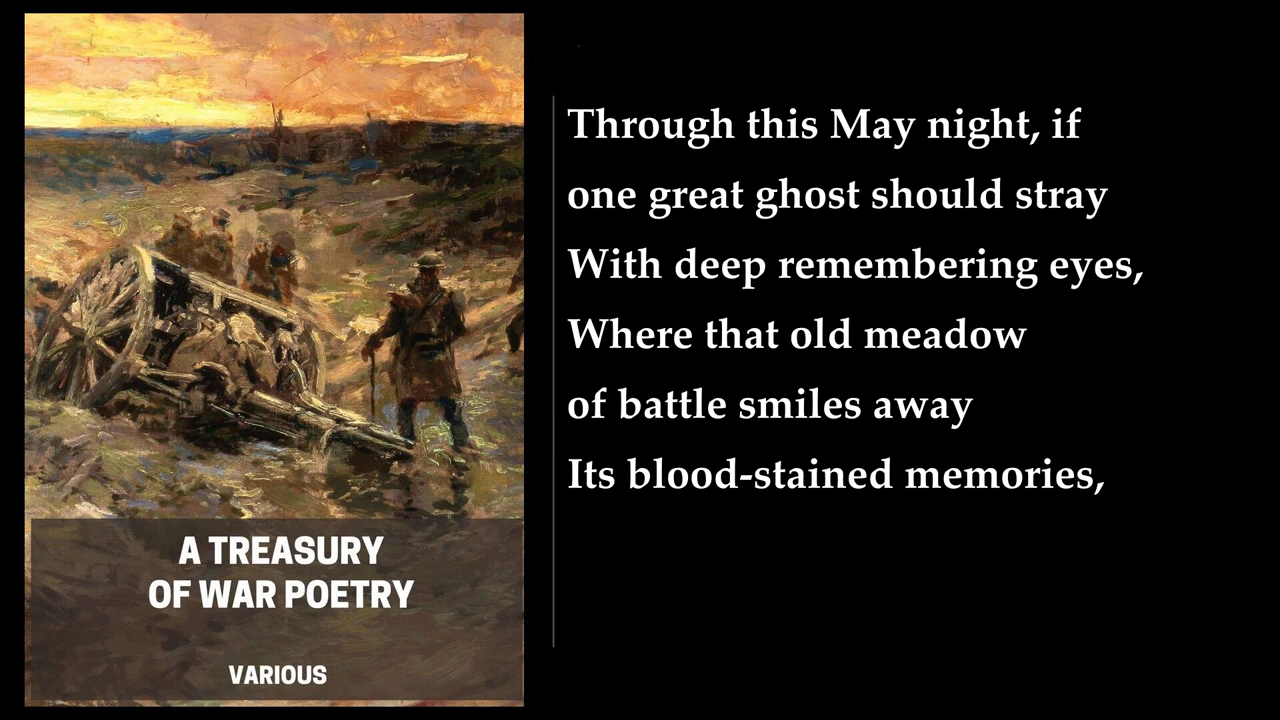 A TREASURY
OF WAR POETRY
VARIOUS
Through this May night, if
one great ghost should stray
With deep remembering eyes,
Where that old meadow
of battle smiles away
Its blood-stained memories,